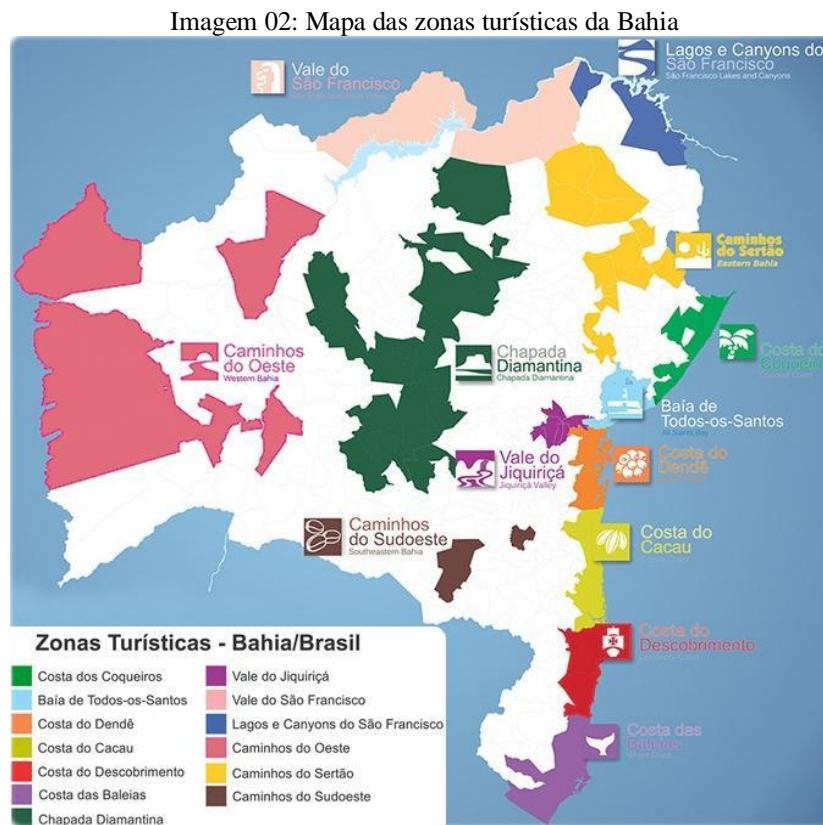 Imagem 02: Mapa das zonas turísticas da Bahia
Vale do
São Francisco
Lagos e Canyons do
São Francisco
São Francisco Lakes and Canyons
Caminhos
do Sertão
Eastern Bahia
Caminhos
do Oeste
Western Bahia
Chapada
Diamantina
Chapada Diamantina
Costa do
Coqueiro
Baía de
Todos-os-Santos
All Saints Bay
Vale do
Jiquiriçá
Jiquiriçá Valley
Costa do
Dendê
Caminhos
do Sudoeste
Southeastern Bahia
Costa do
Cacau
Costa do
Descobrimento
Costa das
Baleias
Zonas Turísticas - Bahia/Brasil
Costa dos Coqueiros
Baía de Todos-os-Santos
Costa do Dendê
Costa do Cacau
Costa do Descobrimento
Costa das Baleias
Chapada Diamantina
Vale do Jiquiriçá
Vale do São Francisco
Lagos e Canyons do São Francisco
Caminhos do Oeste
Caminhos do Sertão
Caminhos do Sudoeste